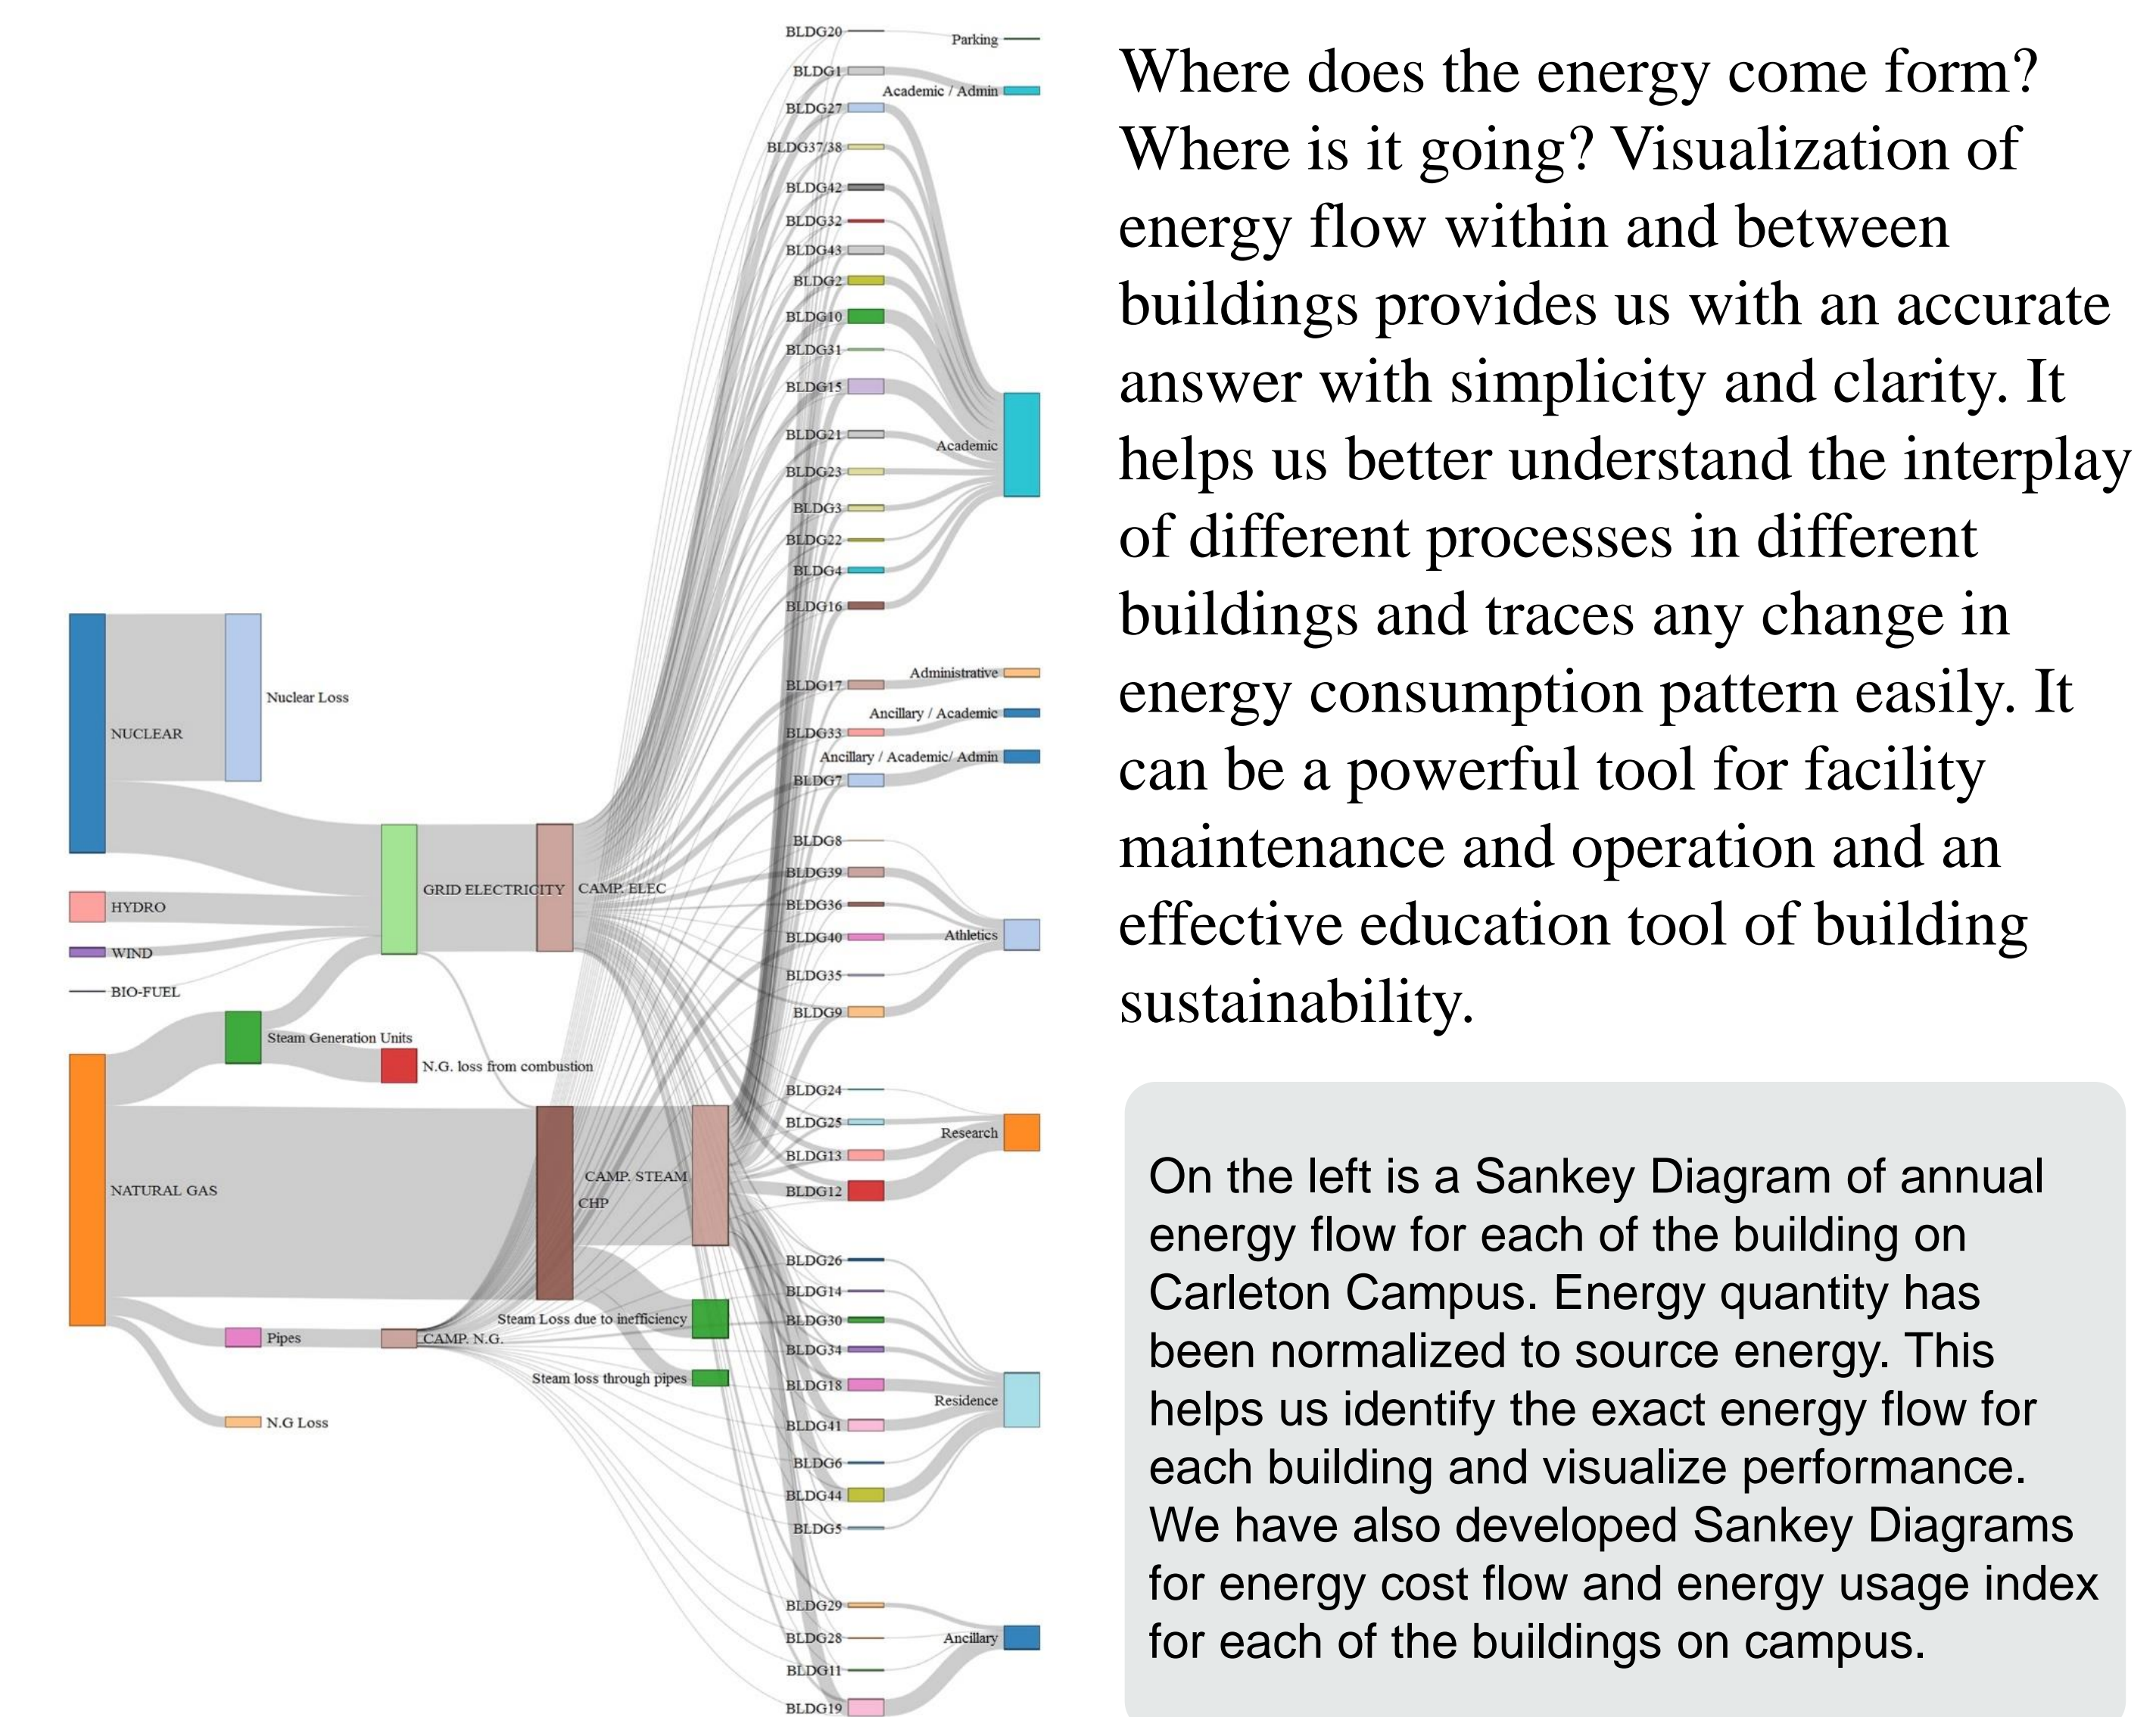 BLDG20
Parking
BLDG1
Academic / Admin
BLDG27
BLDG37/38
BLDG42
BLDG32
BLDG43
BLDG2
BLDG10
BLDG31
BLDG15
BLDG21
Academic
BLDG23
BLDG3
BLDG22
BLDG4
BLDG16
Administrative
BLDG17
Nuclear Loss
Ancillary / Academic
NUCLEAR
BLDG33
Ancillary / Academic/ Admin
BLDG7
BLDG8
BLDG39
GRID ELECTRICITY
CAMP. ELEC
BLDG36
HYDRO
BLDG40
Athletics
WIND
BLDG35
BIO-FUEL
BLDG9
Steam Generation Units
N.G. loss from combustion
BLDG24
BLDG25
Research
BLDG13
CAMP. STEAM
NATURAL GAS
BLDG12
CHP
BLDG26
BLDG14
Steam Loss due to inefficiency
BLDG30
Pipes
CAMP. N.G.
BLDG34
Steam loss through pipes
BLDG18
Residence
N.G Loss
BLDG41
BLDG6
BLDG44
BLDG5
BLDG29
BLDG28
Ancillary
BLDG11
BLDG19
Where does the energy come form?
Where is it going? Visualization of
energy flow within and between
buildings provides us with an accurate
answer with simplicity and clarity. It
helps us better understand the interplay
of different processes in different
buildings and traces any change in
energy consumption pattern easily. It
can be a powerful tool for facility
maintenance and operation and an
effective education tool of building
sustainability.
On the left is a Sankey Diagram of annual
energy flow for each of the building on
Carleton Campus. Energy quantity has
been normalized to source energy. This
helps us identify the exact energy flow for
each building and visualize performance.
We have also developed Sankey Diagrams
for energy cost flow and energy usage index
for each of the buildings on campus.